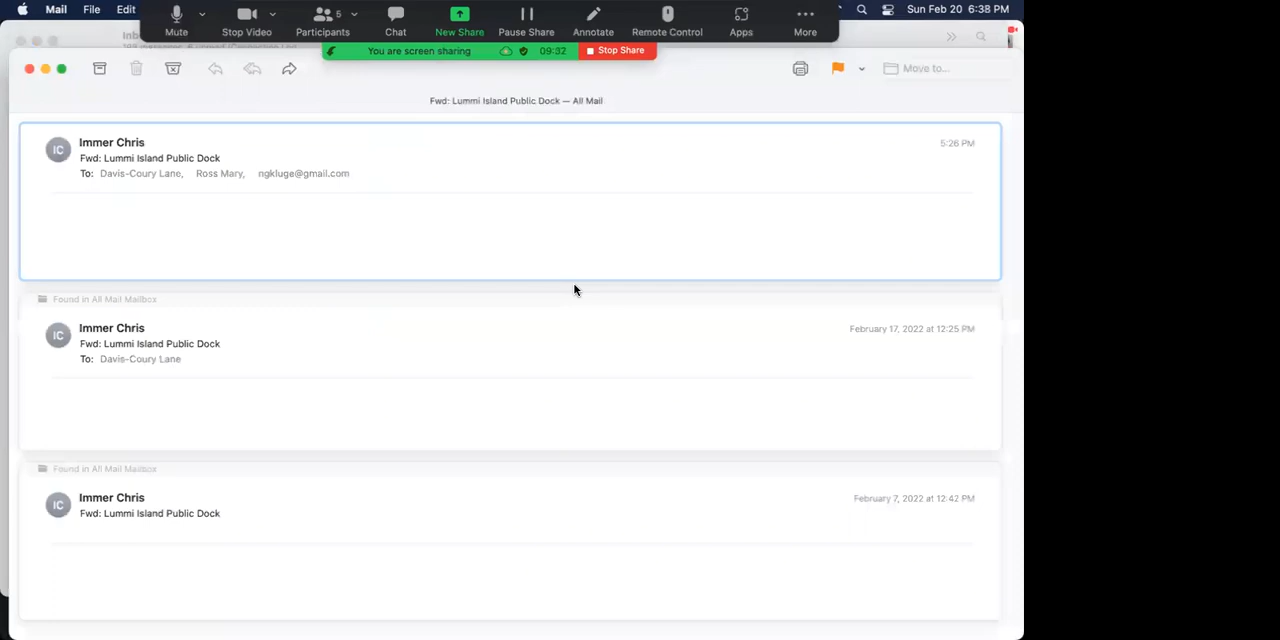 Mail File Edit
Sun Feb 20 6:38 PM
5
Mute Stop Video Participants Chat New Share Pause Share Annotate Remote Control Apps More
You are screen sharing 09:32 Stop Share
Move to...
Fwd: Lummi Island Public Dock — All Mail
IC
Immer Chris
5:26 PM
Fwd: Lummi Island Public Dock
To: Davis-Coury Lane, Ross Mary, ngkluge@gmail.com
Found in All Mail Mailbox
IC
Immer Chris
February 17, 2022 at 12:25 PM
Fwd: Lummi Island Public Dock
To: Davis-Coury Lane
Found in All Mail Mailbox
IC
Immer Chris
February 7, 2022 at 12:42 PM
Fwd: Lummi Island Public Dock